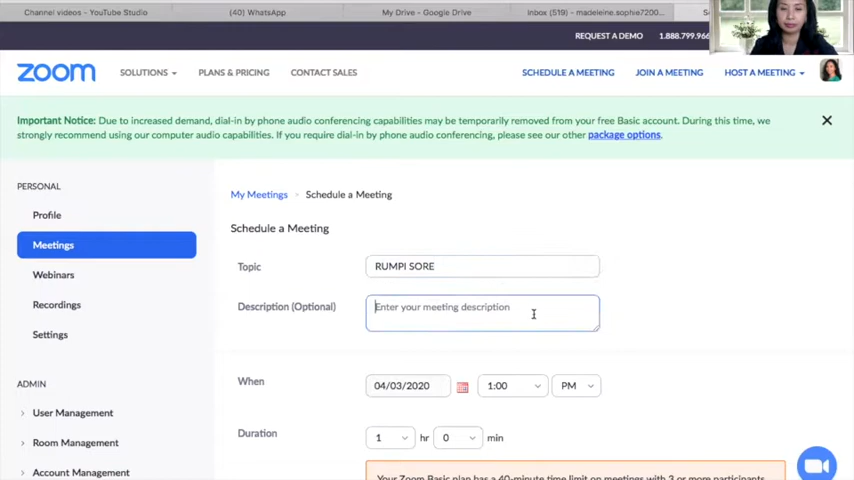 Channel videos - YouTube Studio
(40) WhatsApp
My Drive - Google Drive
Inbox (519) - madeleine.sophie7200...
REQUEST A DEMO
zoom
SOLUTIONS
PLANS & PRICING
CONTACT SALES
SCHEDULE A MEETING
JOIN A MEETING
HOST A MEETING
Important Notice: Due to increased demand, dial-in by phone audio conferencing capabilities may be temporarily removed from your free Basic account. During this time, we
strongly recommend using our computer audio capabilities. If you require dial-in by phone audio conferencing, please see our other package options.
PERSONAL
Profile
Meetings
Webinars
Recordings
Settings
ADMIN
User Management
Room Management
Account Management
My Meetings > Schedule a Meeting
Schedule a Meeting
Topic
RUMPI SORE
Description (Optional)
Enter your meeting description
When
04/03/2020
1:00
PM
Duration
1
hr
0
min
Your Zoom Basic plan has a 40-minute time limit on meetings with 3 or more participants.